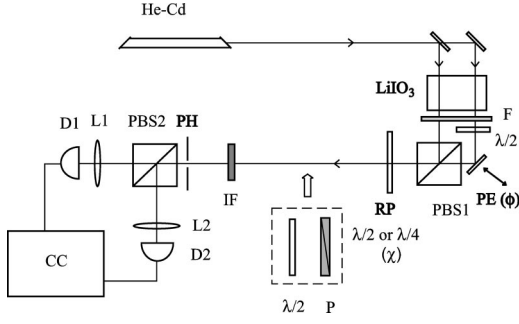 He-Cd
LiIO₃
F
λ/2
D1
L1
PBS2
PH
IF
RP
λ/2 or λ/4
(χ)
PBS1
PE (ϕ)
L2
D2
CC
λ/2
P